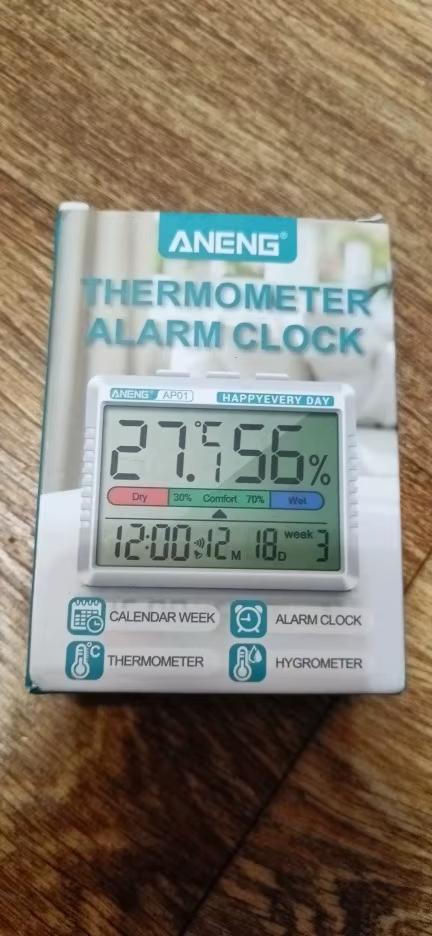 ANENG®
THERMOMETER
ALARM CLOCK
ANENG® AP01 HAPPYEVERY DAY
27.1°C 56%
Dry 30% Comfort 70% Wet
12:00 12M 18D week 3
CALENDAR WEEK ALARM CLOCK
°C THERMOMETER HYGROMETER